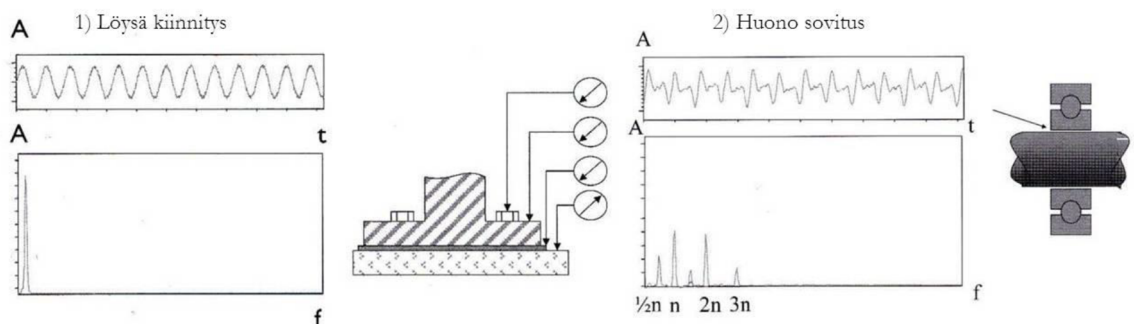 1) Löysä kiinnitys
A
t
A
f
2) Huono sovitus
A
t
A
½n n 2n 3n
f